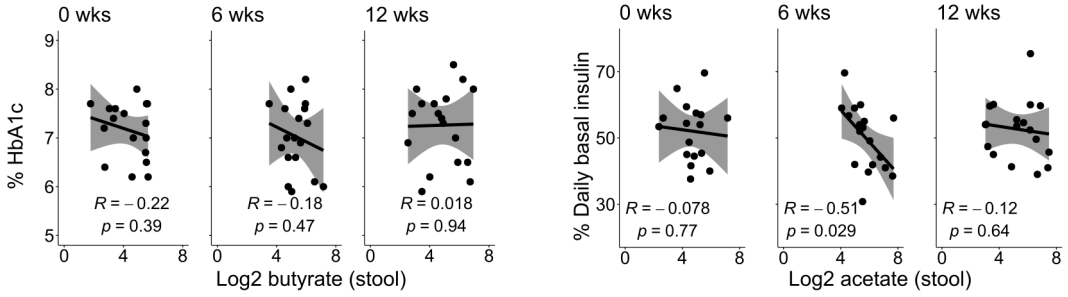 0 wks
6 wks
12 wks
% HbA1c
9
8
7
6
5
R = −0.22
p = 0.39
R = −0.18
p = 0.47
R = 0.018
p = 0.94
0 4 8
0 4 8
0 4 8
Log2 butyrate (stool)
0 wks
6 wks
12 wks
% Daily basal insulin
70
50
30
R = −0.078
p = 0.77
R = −0.51
p = 0.029
R = −0.12
p = 0.64
0 4 8
0 4 8
0 4 8
Log2 acetate (stool)